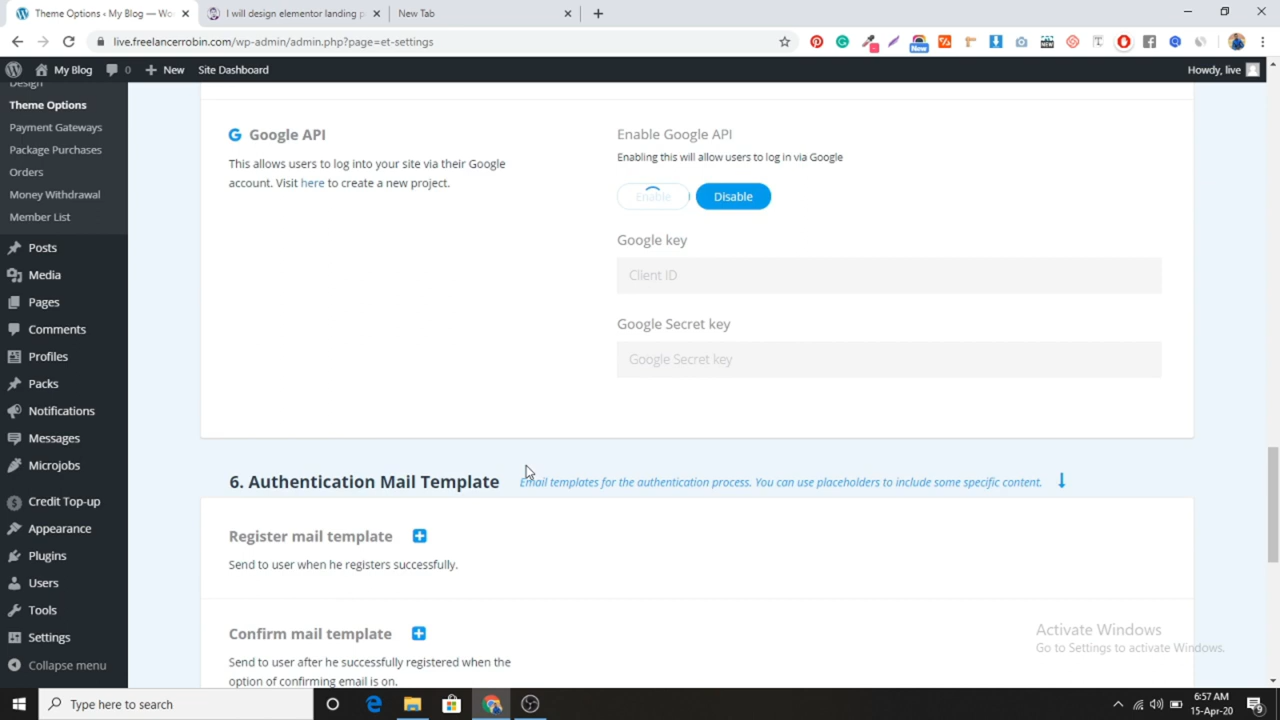 Theme Options ‹ My Blog — Wo
I will design elementor landing p
New Tab
live.freelancerrobin.com/wp-admin/admin.php?page=et-settings
New
My Blog
0
New
Site Dashboard
Howdy, live
Design
Theme Options
Payment Gateways
Package Purchases
Orders
Money Withdrawal
Member List
Posts
Media
Pages
Comments
Profiles
Packs
Notifications
Messages
Microjobs
Credit Top-up
Appearance
Plugins
Users
Tools
Settings
Collapse menu
Google API
This allows users to log into your site via their Google
account. Visit here to create a new project.
Enable Google API
Enabling this will allow users to log in via Google
Enable
Disable
Google key
Client ID
Google Secret key
Google Secret key
6. Authentication Mail Template
Email templates for the authentication process. You can use placeholders to include some specific content.
Register mail template
Send to user when he registers successfully.
Confirm mail template
Send to user after he successfully registered when the
option of confirming email is on.
Activate Windows
Go to Settings to activate Windows.
Type here to search
6:57 AM
15-Apr-20
9